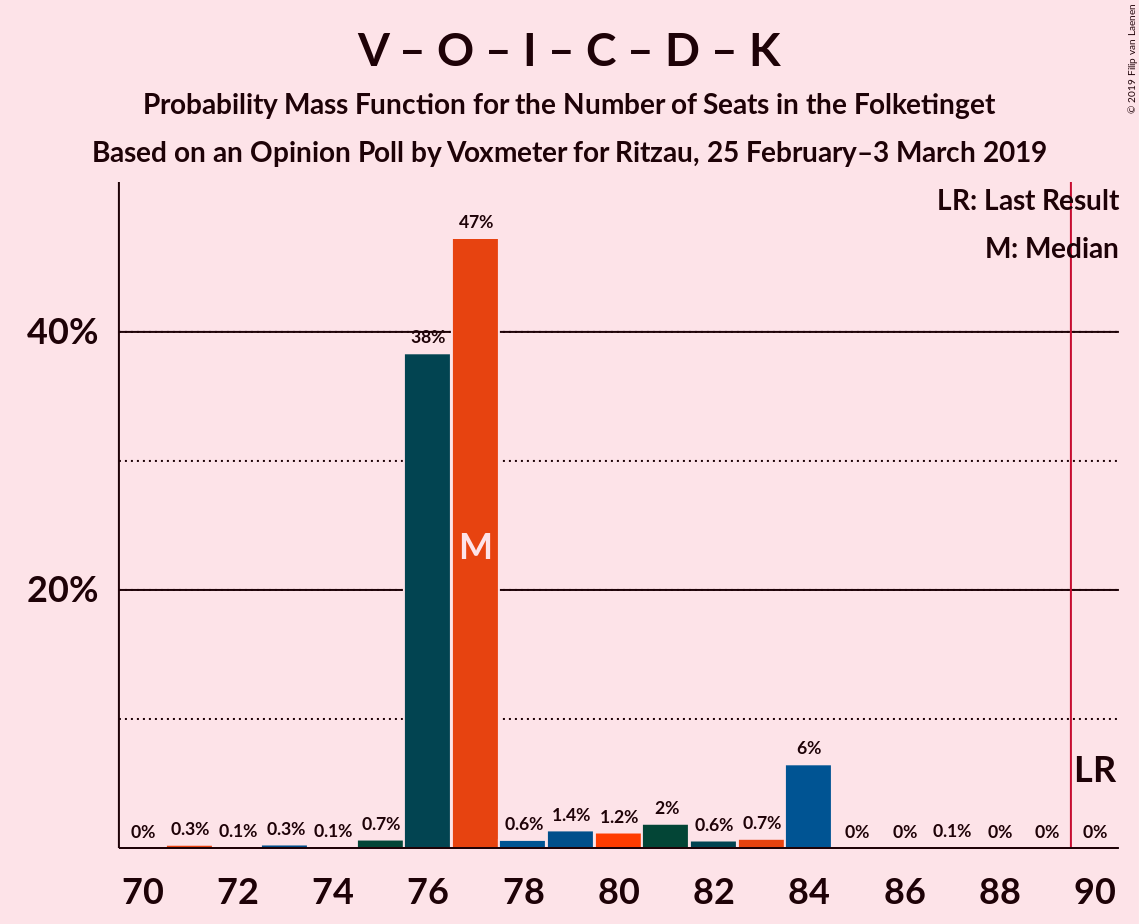 V – O – I – C – D – K
Probability Mass Function for the Number of Seats in the Folketinget
Based on an Opinion Poll by Voxmeter for Ritzau, 25 February–3 March 2019
© 2019 Filip van Laenen
LR: Last Result
M: Median
40%
20%
47%
38%
M
6%
LR
0%
0.3%
0.1%
0.3%
0.1%
0.7%
0.6%
1.4%
1.2%
2%
0.6%
0.7%
0%
0%
0.1%
0%
0%
0%
70 72 74 76 78 80 82 84 86 88 90